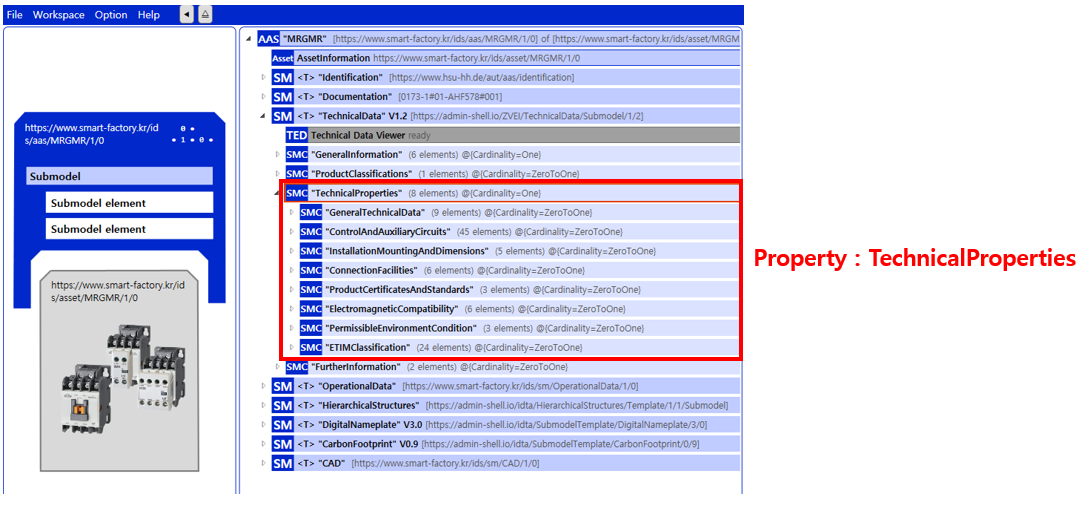 File Workspace Option Help
https://www.smart-factory.kr/id
s/aas/MRGMR/1/0
Submodel
Submodel element
Submodel element
https://www.smart-factory.kr/id
s/asset/MRGMR/1/0
AAS "MRGMR" [https://www.smart-factory.kr/ids/aas/MRGMR/1/0] of [https://www.smart-factory.kr/ids/asset/MRGM
Asset AssetInformation https://www.smart-factory.kr/ids/asset/MRGMR/1/0
SM <T> "Identification" [https://www.hsu-hh.de/aut/aas/identification]
SM <T> "Documentation" [0173-1#01-AHF578#001]
SM <T> "TechnicalData" V1.2 [https://admin-shell.io/ZVEI/TechnicalData/Submodel/1/2]
TED Technical Data Viewer ready
SMC "GeneralInformation" (6 elements) @{Cardinality=One}
SMC "ProductClassifications" (1 elements) @{Cardinality=ZeroToOne}
SMC "TechnicalProperties" (8 elements) @{Cardinality=One}
SMC "GeneralTechnicalData" (9 elements) @{Cardinality=ZeroToOne}
SMC "ControlAndAuxiliaryCircuits" (45 elements) @{Cardinality=ZeroToOne}
SMC "InstallationMountingAndDimensions" (5 elements) @{Cardinality=ZeroToOne}
SMC "ConnectionFacilities" (6 elements) @{Cardinality=ZeroToOne}
SMC "ProductCertificatesAndStandards" (3 elements) @{Cardinality=ZeroToOne}
SMC "ElectromagneticCompatibility" (6 elements) @{Cardinality=ZeroToOne}
SMC "PermissibleEnvironmentCondition" (3 elements) @{Cardinality=ZeroToOne}
SMC "ETIMClassification" (24 elements) @{Cardinality=ZeroToOne}
SMC "FurtherInformation" (2 elements) @{Cardinality=ZeroToOne}
SM <T> "OperationalData" [https://www.smart-factory.kr/ids/sm/OperationalData/1/0]
SM <T> "HierarchicalStructures" [https://admin-shell.io/idta/HierarchicalStructures/Template/1/1/Submodel]
SM <T> "DigitalNameplate" V3.0 [https://admin-shell.io/idta/SubmodelTemplate/DigitalNameplate/3/0]
SM <T> "CarbonFootprint" V0.9 [https://admin-shell.io/idta/SubmodelTemplate/CarbonFootprint/0/9]
SM <T> "CAD" [https://www.smart-factory.kr/ids/sm/CAD/1/0]
Property : TechnicalProperties